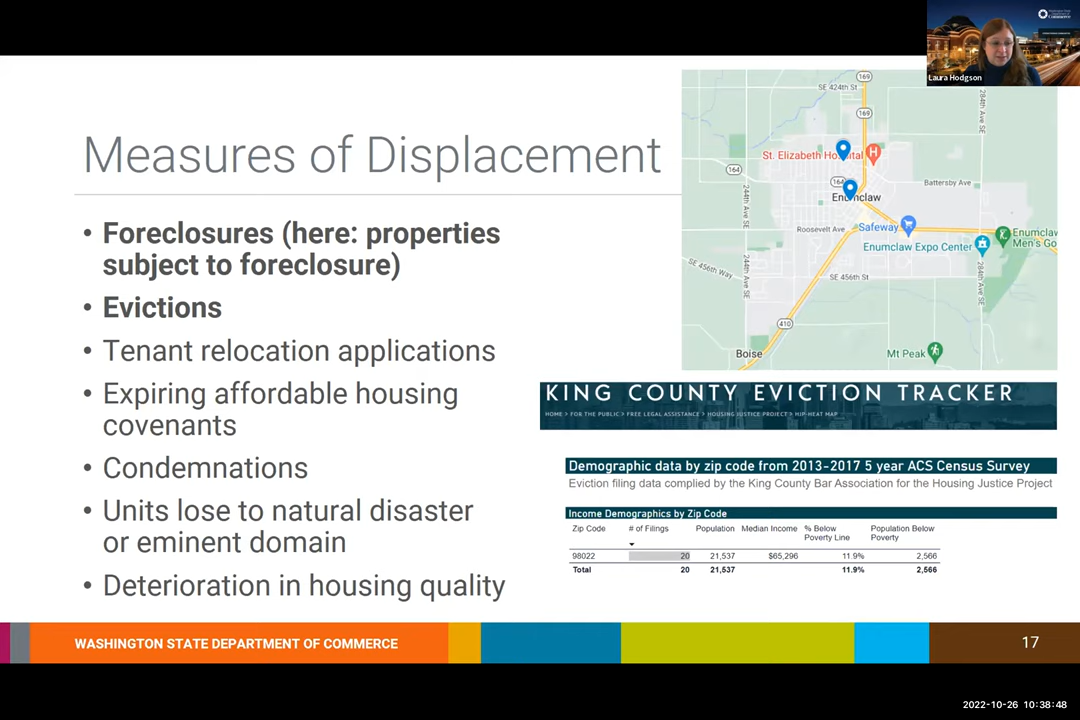 Commerce
Laura Hodgson
Measures of Displacement
• Foreclosures (here: properties
subject to foreclosure)
• Evictions
• Tenant relocation applications
• Expiring affordable housing
covenants
• Condemnations
• Units lose to natural disaster
or eminent domain
• Deterioration in housing quality
169
SE 424th St
284th Ave SE
169
St. Elizabeth Hospital
H
164
164
Battersby Ave
244th Ave SE
Enumclaw
Roosevelt Ave
Safeway
Enumclaw
Men's Go
Enumclaw Expo Center
SE 456th Way
244th Ave SE
SE 456th St
284th Ave SE
410
Boise
Mt Peak
KING COUNTY EVICTION TRACKER
HOME > FOR THE PUBLIC > FREE LEGAL ASSISTANCE > HOUSING JUSTICE PROJECT > HJP-HEAT MAP
Demographic data by zip code from 2013-2017 5 year ACS Census Survey
Eviction filing data complied by the King County Bar Association for the Housing Justice Project
Income Demographics by Zip Code
Zip Code # of Filings Population Median Income % Below Poverty Line Population Below Poverty
98022 20 21,537 $65,296 11.9% 2,566
Total 20 21,537 11.9% 2,566
WASHINGTON STATE DEPARTMENT OF COMMERCE
17
2022-10-26 10:38:48